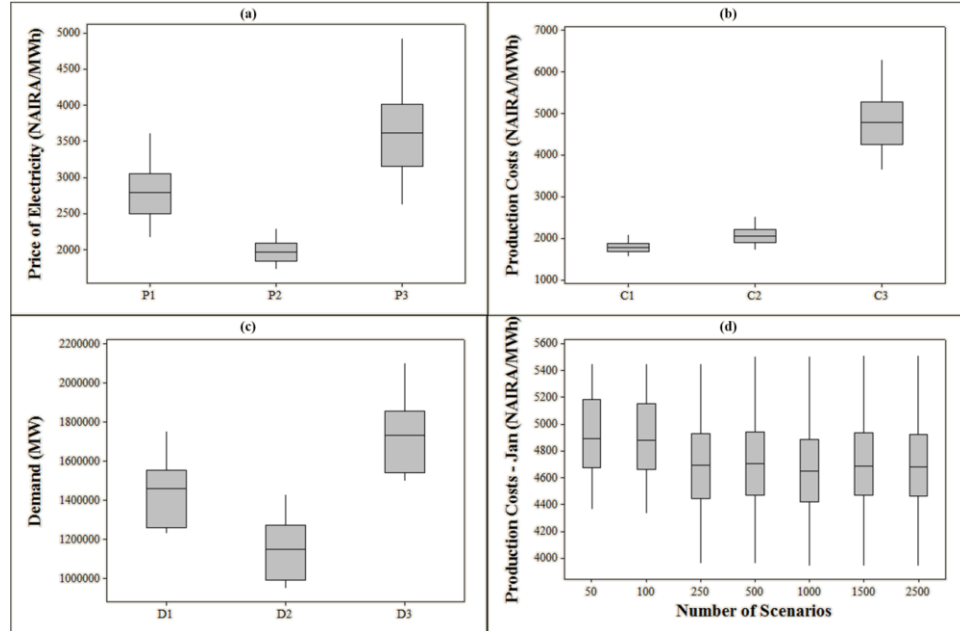 (a)
Price of Electricity (NAIRA/MWh)
5000
4500
4000
3500
3000
2500
2000
P1 P2 P3
(b)
Production Costs (NAIRA/MWh)
7000
6000
5000
4000
3000
2000
1000
C1 C2 C3
(c)
Demand (MW)
2200000
2000000
1800000
1600000
1400000
1200000
1000000
D1 D2 D3
(d)
Production Costs - Jan (NAIRA/MWh)
5600
5400
5200
5000
4800
4600
4400
4200
4000
50 100 250 500 1000 1500 2500
Number of Scenarios